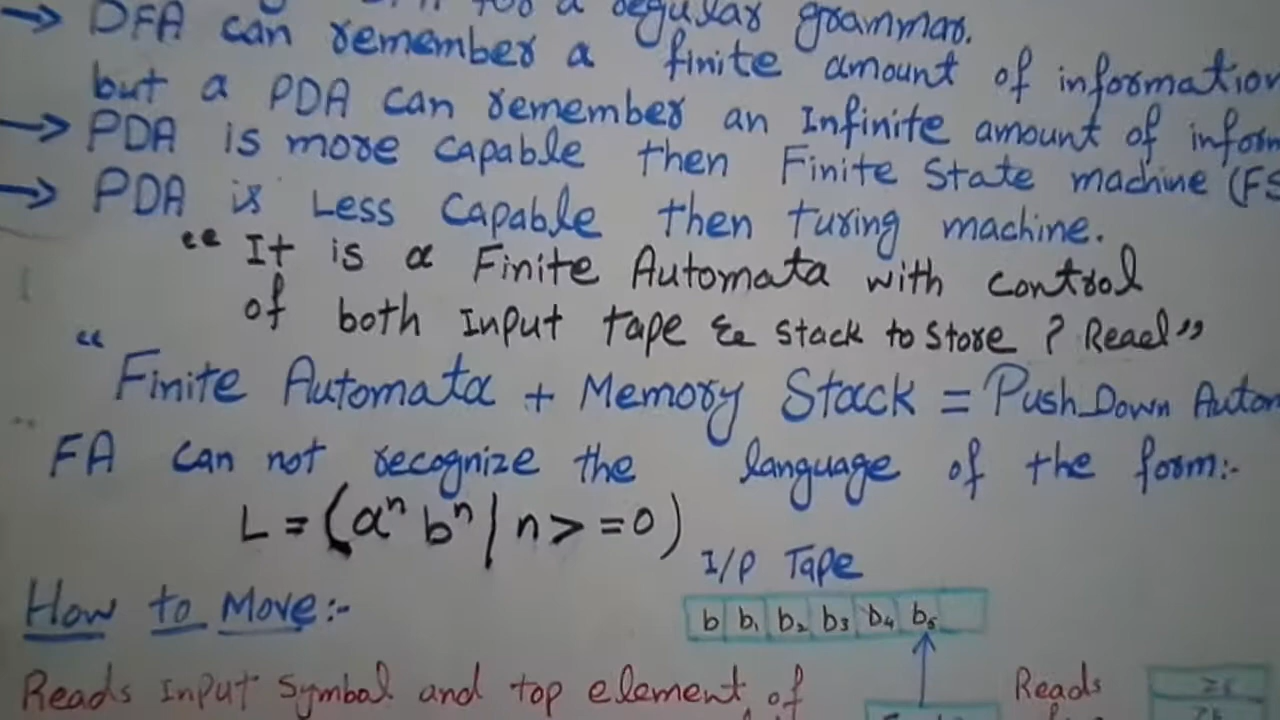 for a regular grammar.
→ DFA can remember a finite amount of information
but a PDA can remember an Infinite amount of inform
→ PDA is more capable then Finite State machine (FS
→ PDA is Less Capable then turing machine.
“ It is a Finite Automata with control
of both Input tape & Stack to Store ? Read”
“ Finite Automata + Memory Stack = Push Down Autom
FA can not recognize the language of the form:-
L = (aⁿ bⁿ | n > = 0)
I/P Tape
How to Move:-
b b₁ b₂ b₃ b₄ b₅
Reads Input Symbol and top element of
Reads